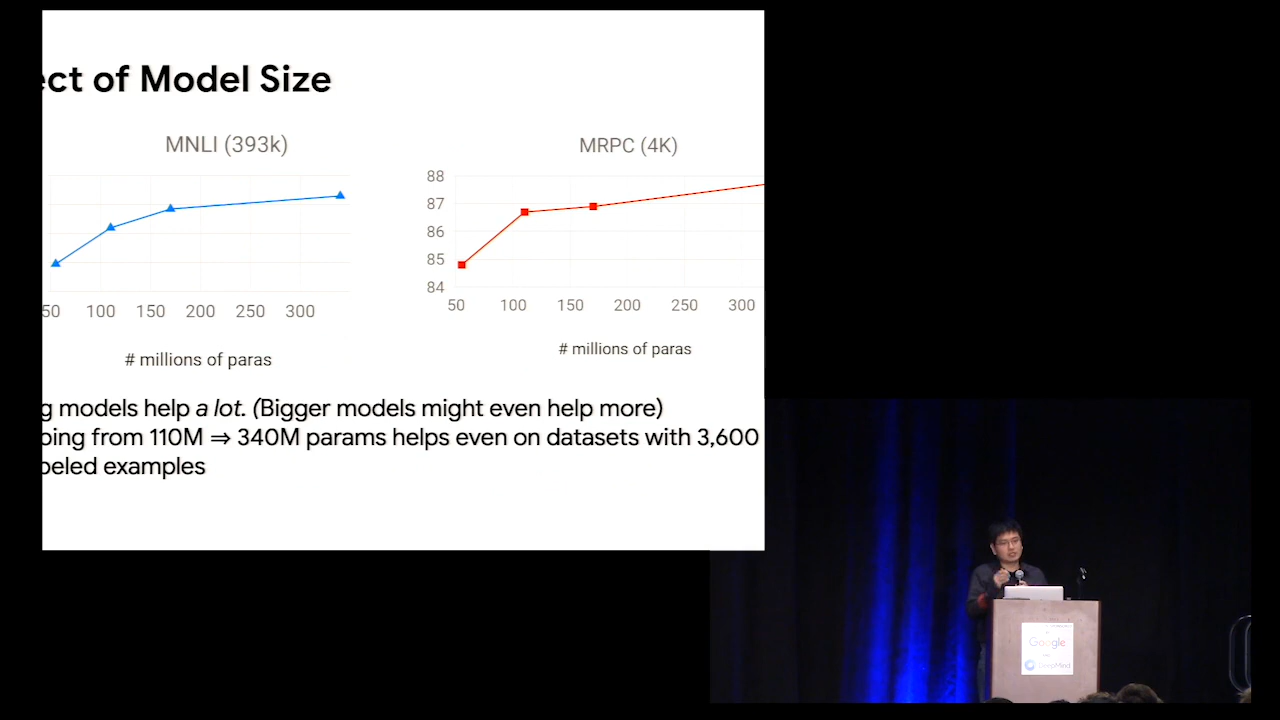 ect of Model Size
MNLI (393k)
MRPC (4K)
88
87
86
85
84
50 100 150 200 250 300
50 100 150 200 250 300
# millions of paras
# millions of paras
g models help a lot. (Bigger models might even help more)
oing from 110M ⇒ 340M params helps even on datasets with 3,600
beled examples
Google
DeepMind